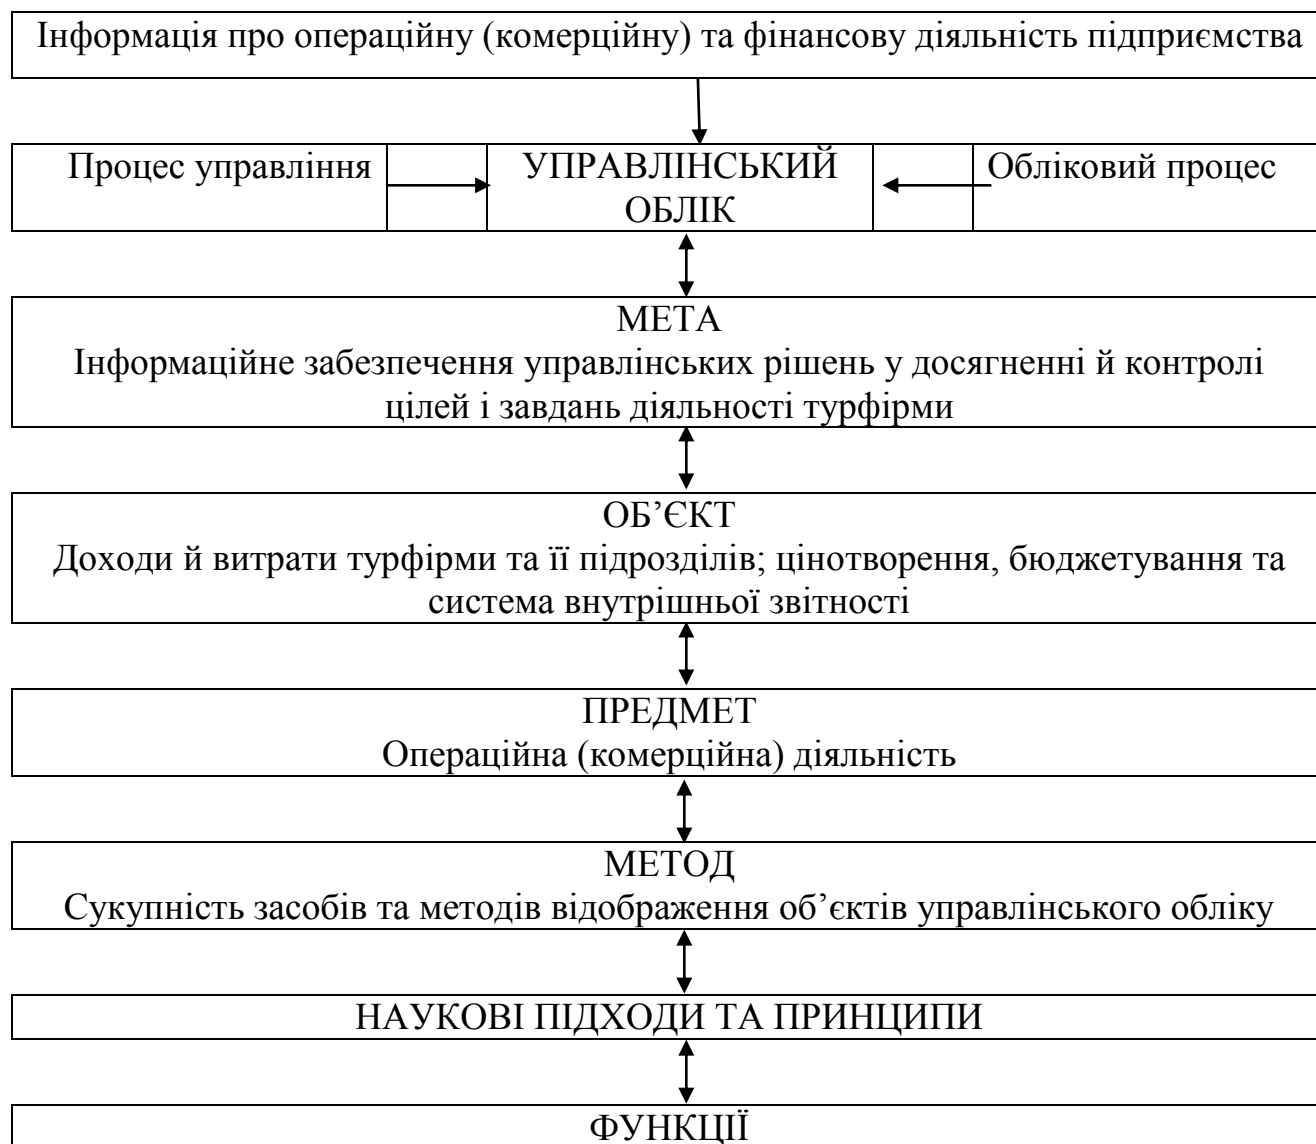 Інформація про операційну (комерційну) та фінансову діяльність підприємства
Процес управління
УПРАВЛІНСЬКИЙ
ОБЛІК
Обліковий процес
МЕТА
Інформаційне забезпечення управлінських рішень у досягненні й контролі
цілей і завдань діяльності турфірми
ОБ’ЄКТ
Доходи й витрати турфірми та її підрозділів; цінотворення, бюджетування та
система внутрішньої звітності
ПРЕДМЕТ
Операційна (комерційна) діяльність
МЕТОД
Сукупність засобів та методів відображення об’єктів управлінського обліку
НАУКОВІ ПІДХОДИ ТА ПРИНЦИПИ
ФУНКЦІЇ